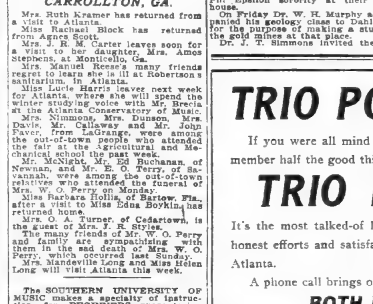 CARROLLTON, GA.
Mrs. Ruth Kramer has returned from
a visit to Atlanta.
Miss Rachael Block has returned
from Agnes Scott.
Mrs. J. R. M. Carter leaves soon for
a visit to her daughter, Mrs. Amos
Stephens, at Monticello, Ga.
Mrs. Manuel Reese's many friends
regret to learn she is ill at Robertson's
sanitarium, in Atlanta.
Miss Lucie Harris leaves next week
for Atlanta, where she will spend the
winter studying voice with Mr. Brecia
at the Atlanta Conservatory of Music.
Mrs. Nimmons, Mrs. Dunson, Mrs.
Davie, Mr. Callaway and Mr. John
Faver, from LaGrange, were among
the out-of-town people who attended
the fair at the Agricultural and Me-
chanical school the past week.
Mr. McNight, Mr. Ed Buchanan, of
Newnan, and Mr. E. O. Terry, of Sa-
vannah, were among the out-of-town
relatives who attended the funeral of
Mrs. W. O. Perry on Monday.
Miss Barbara Hollis, of Bartow, Fla.,
after a visit to Miss Edna Boykin, has
returned home.
Mrs. O. A. Turner, of Cedartown, is
the guest of Mrs. J. R. Styles.
The many friends of Mr. W. O. Perry
and family are sympathizing with
them in the sad death of Mrs. W. O.
Perry, which occurred last Sunday.
Mrs. Mandeville Long and Miss Helen
Long will visit Atlanta this week.
The SOUTHERN UNIVERSITY OF
MUSIC makes a specialty of instruc-
house.
On Friday Dr. W. H. Murphy a
panied his geology class to Dahl
for the purpose of making a stu
the gold mines at that place.
Dr. J. T. Simmons invited the
TRIO PO
If you were all mind
member half the good thi
TRIO
It's the most talked-of l
honest efforts and satisfa
Atlanta.
A phone call brings o
BOTH